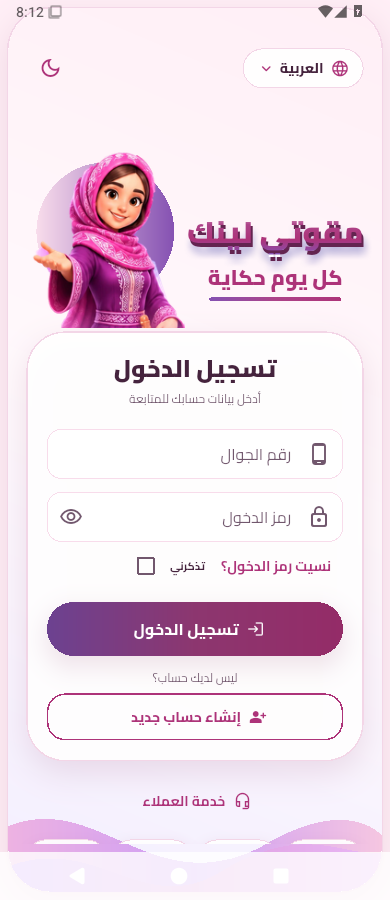 8:12
العربية
مقوتي لينك
كل يوم حكاية
تسجيل الدخول
أدخل بيانات حسابك للمتابعة
رقم الجوال
رمز الدخول
نسيت رمز الدخول؟ تذكرني
تسجيل الدخول
ليس لديك حساب؟
إنشاء حساب جديد
خدمة العملاء